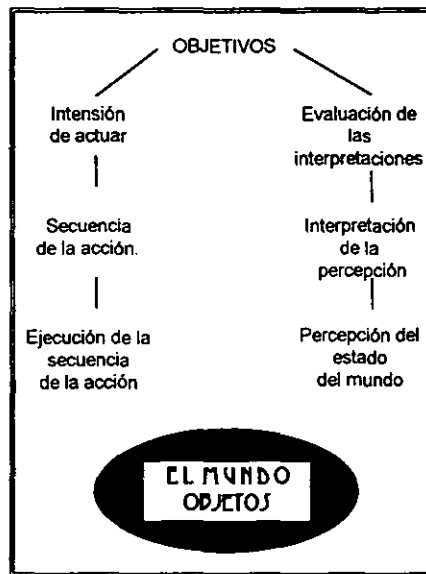 OBJETIVOS
Intensión
de actuar
Secuencia
de la acción.
Ejecución de la
secuencia
de la acción
Evaluación de
las
interpretaciones
Interpretación
de la
percepción
Percepción del
estado
del mundo
EL MUNDO
OBJETOS